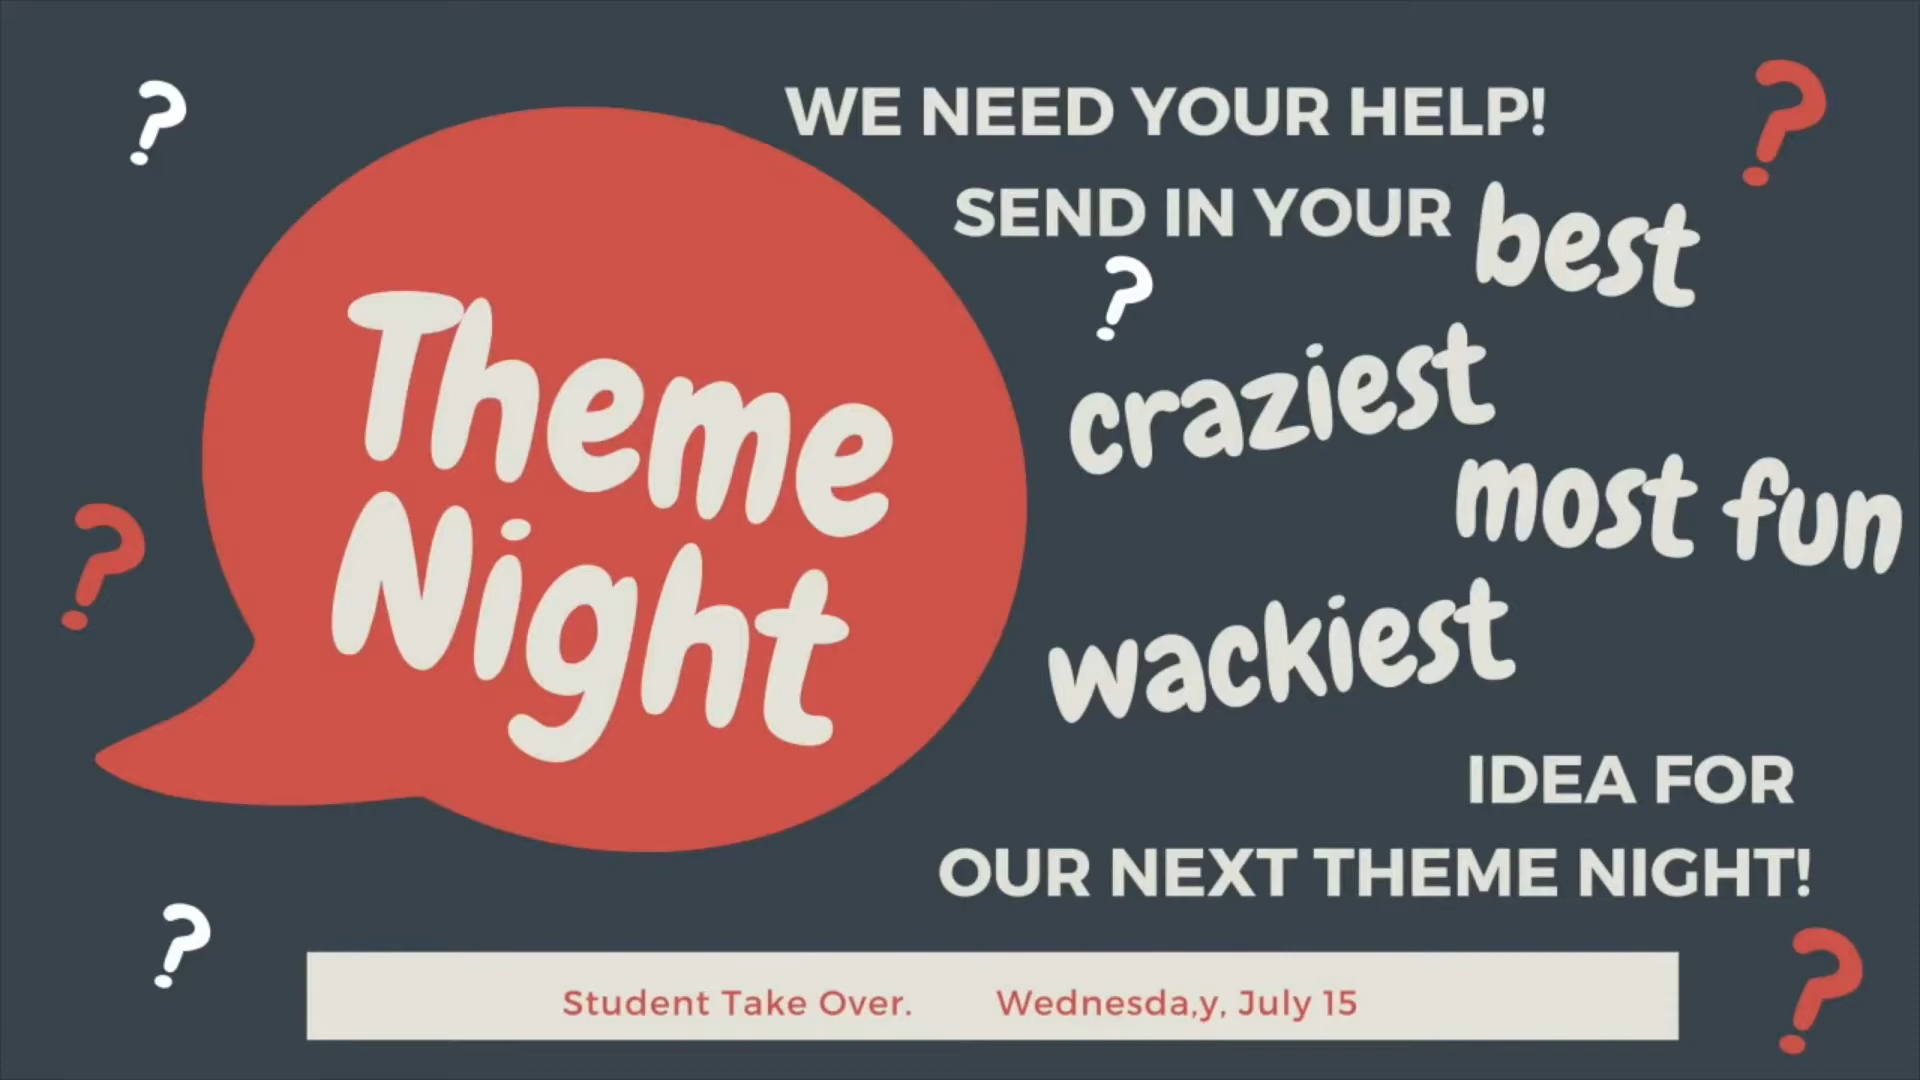 Theme
Night
WE NEED YOUR HELP!
SEND IN YOUR best
craziest
most fun
wackiest
IDEA FOR
OUR NEXT THEME NIGHT!
Student Take Over. Wednesda,y, July 15